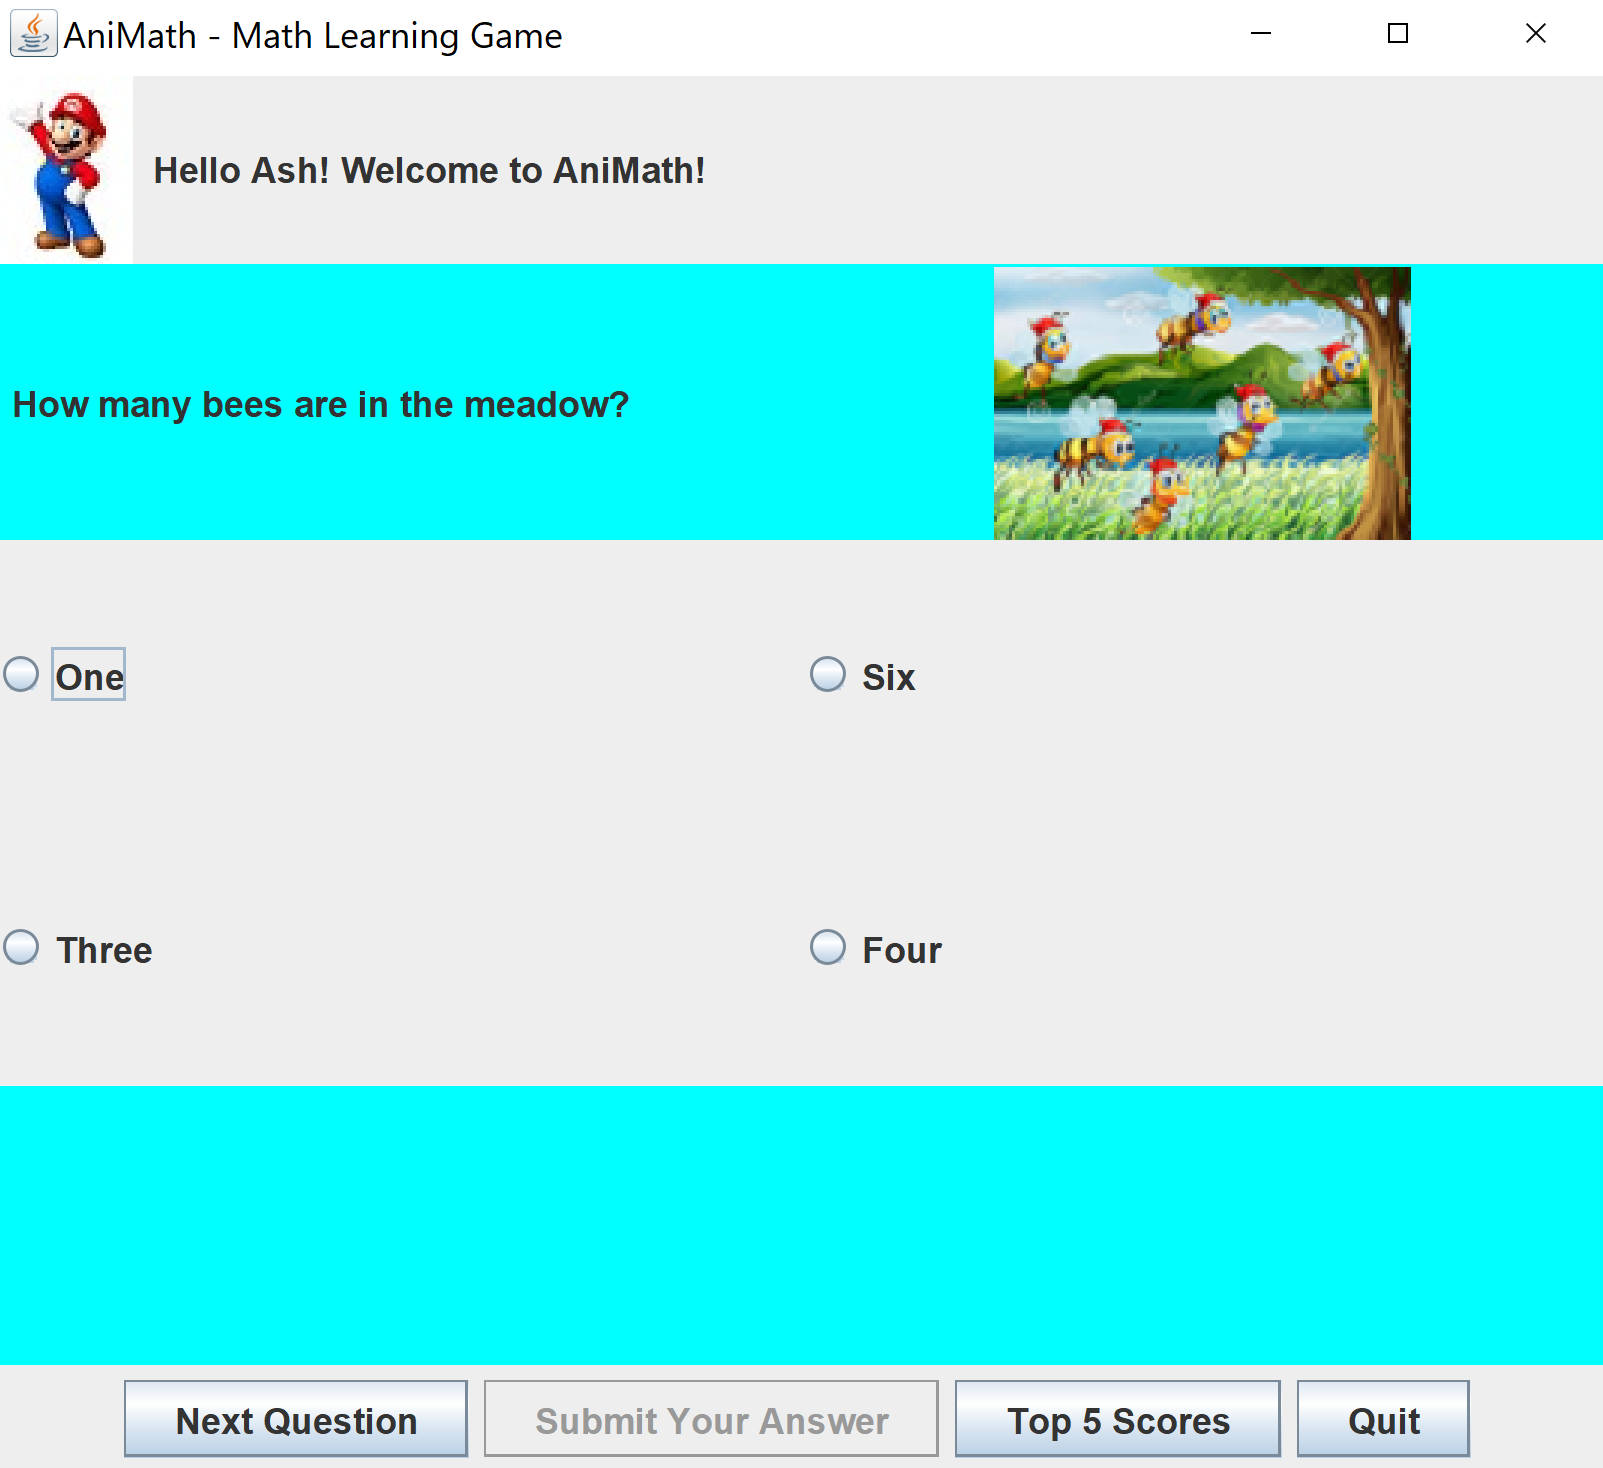 AniMath - Math Learning Game
Hello Ash! Welcome to AniMath!
How many bees are in the meadow?
One
Six
Three
Four
Next Question
Submit Your Answer
Top 5 Scores
Quit